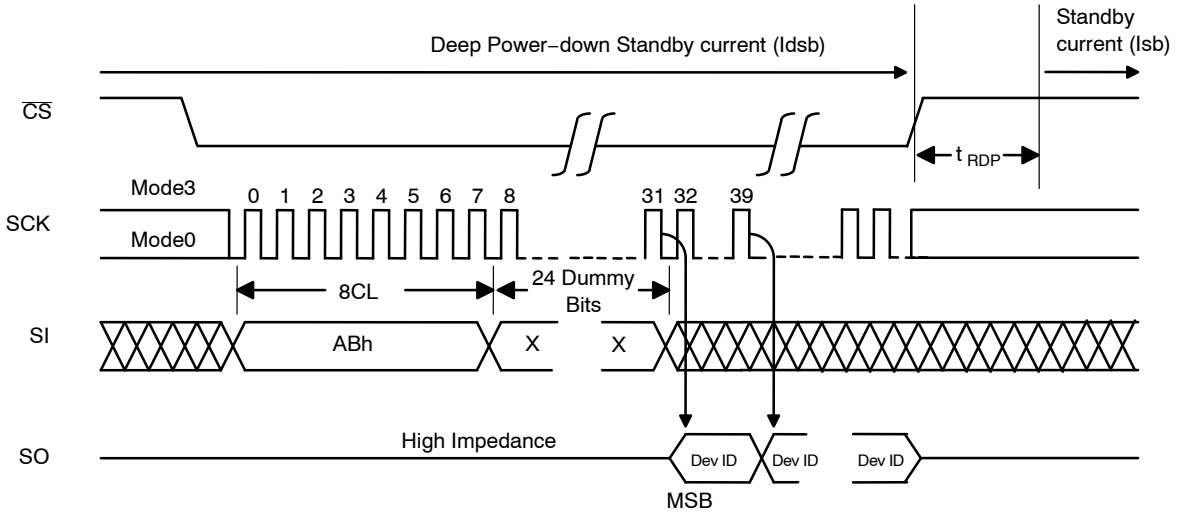 Deep Power−down Standby current (Idsb)
Standby
current (Isb)
CS
t RDP
Mode3
0 1 2 3 4 5 6 7 8 31 32 39
SCK
Mode0
8CL
24 Dummy
Bits
SI
ABh X X
High Impedance
SO
Dev ID Dev ID Dev ID
MSB